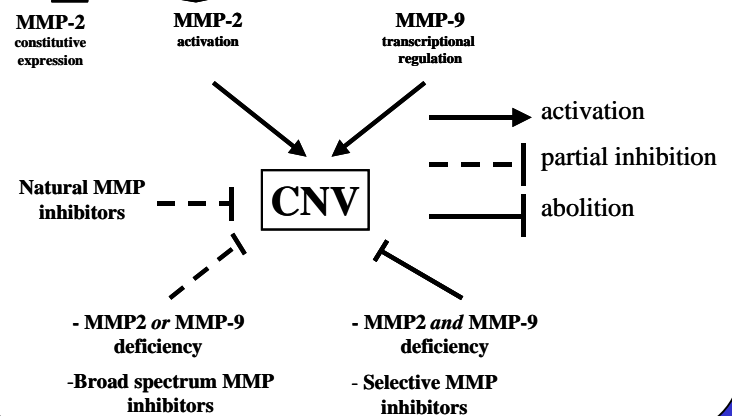 MMP-2
constitutive
expression
MMP-2
activation
MMP-9
transcriptional
regulation
activation
partial inhibition
abolition
Natural MMP
inhibitors
CNV
- MMP2 or MMP-9
deficiency
-Broad spectrum MMP
inhibitors
- MMP2 and MMP-9
deficiency
- Selective MMP
inhibitors